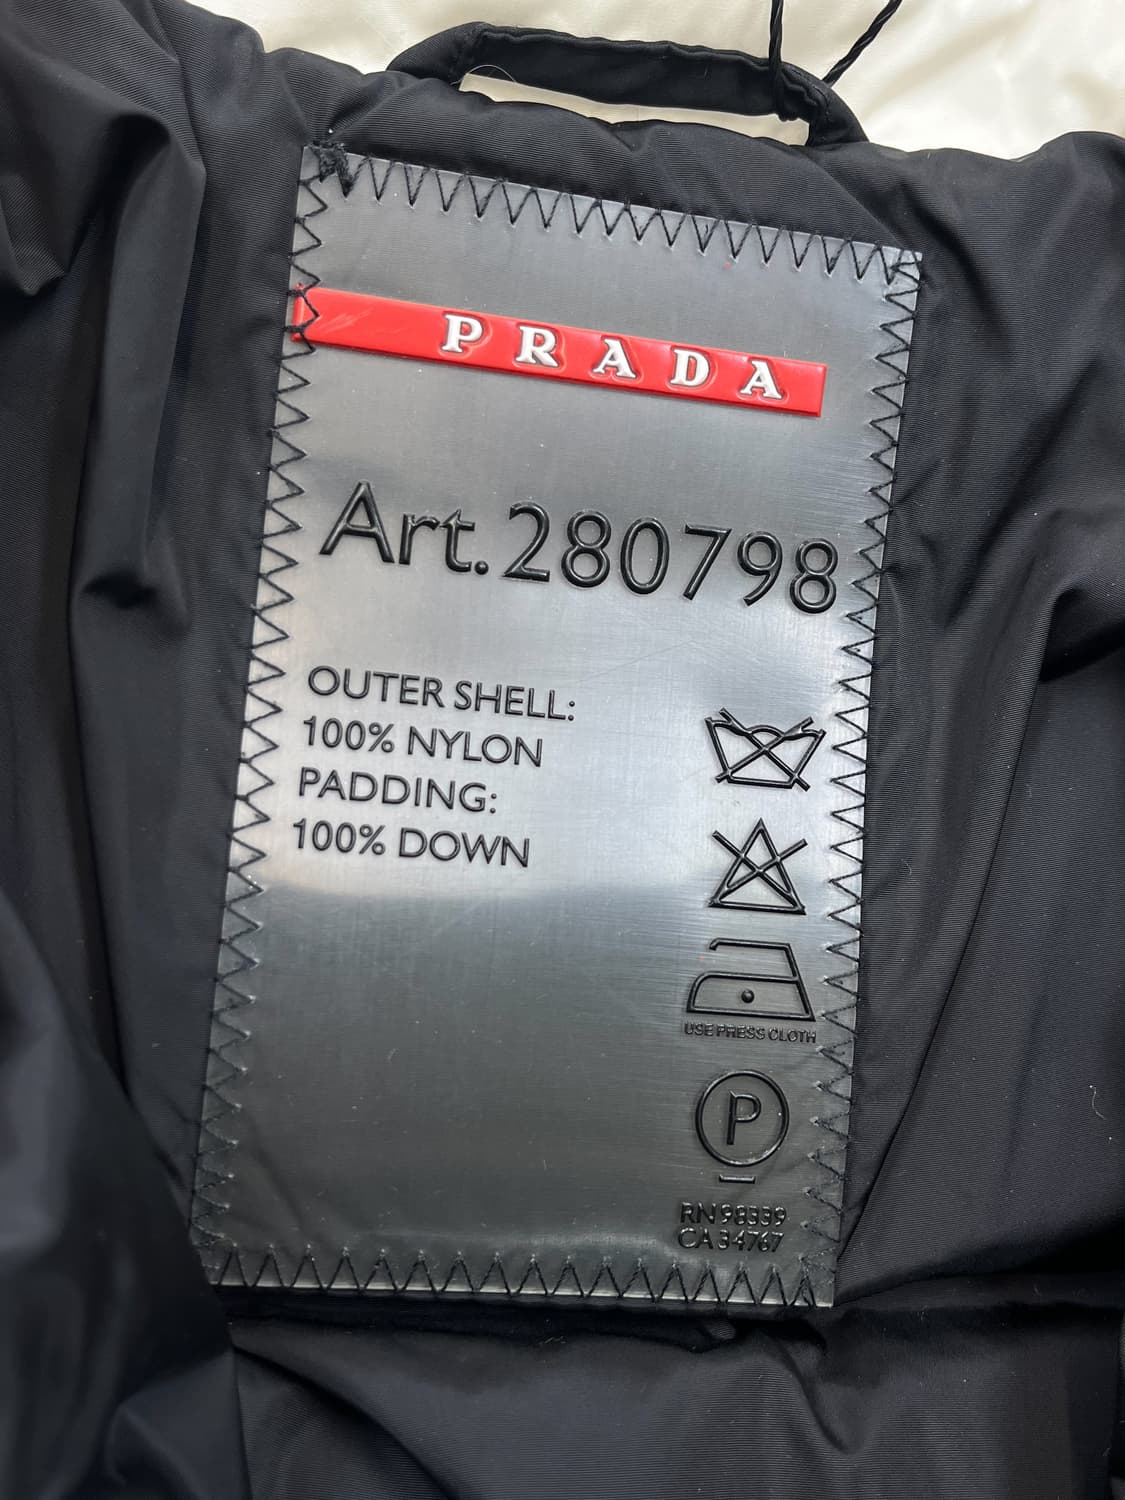 PRADA
Art.280798
OUTER SHELL:
100% NYLON
PADDING:
100% DOWN
USE PRESS CLOTH
P
RN 98339
CA 34767